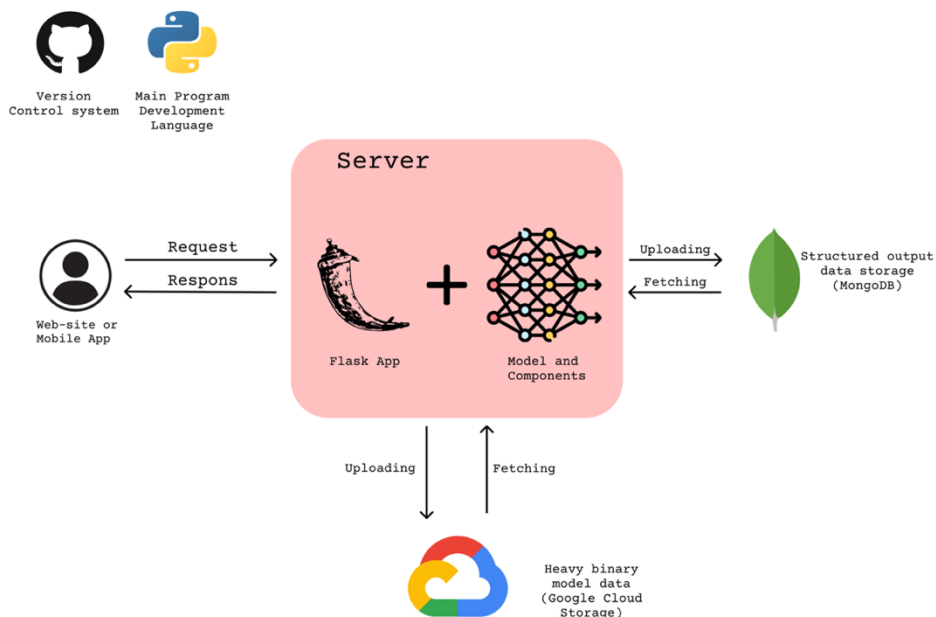 Version
Control system
Main Program
Development
Language
Server
Request
Respons
Web-site or
Mobile App
Flask App
Model and
Components
Uploading
Fetching
Structured output
data storage
(MongoDB)
Uploading
Fetching
Heavy binary
model data
(Google Cloud
Storage)